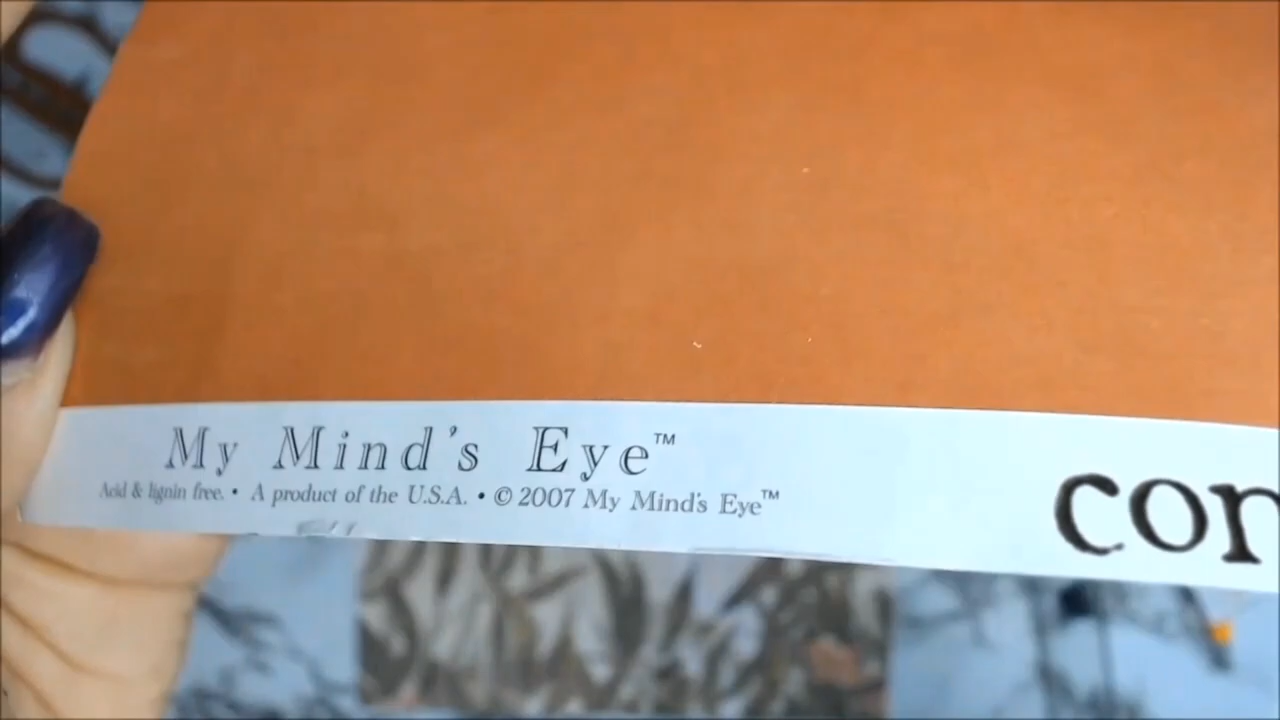 My Mind's Eye™
Acid & lignin free. • A product of the U.S.A. • © 2007 My Mind's Eye™
con